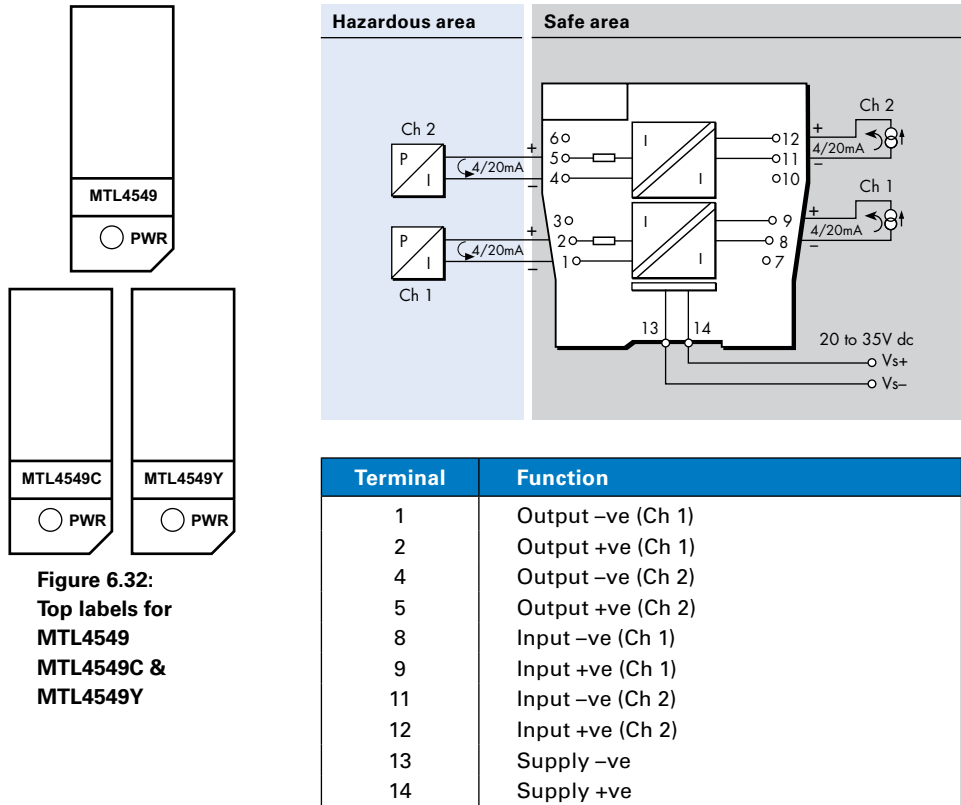 MTL4549
PWR
MTL4549C
PWR
MTL4549Y
PWR
Figure 6.32:
Top labels for
MTL4549
MTL4549C &
MTL4549Y
Hazardous area
Safe area
Ch 2
P
I
+
4/20mA
–
Ch 1
P
I
+
4/20mA
–
6
5
4
3
2
1
I
I
I
I
12
11
10
9
8
7
Ch 2
+
4/20mA
–
Ch 1
+
4/20mA
–
13 14
20 to 35V dc
Vs+
Vs–
Terminal Function
1 Output –ve (Ch 1)
2 Output +ve (Ch 1)
4 Output –ve (Ch 2)
5 Output +ve (Ch 2)
8 Input –ve (Ch 1)
9 Input +ve (Ch 1)
11 Input –ve (Ch 2)
12 Input +ve (Ch 2)
13 Supply –ve
14 Supply +ve